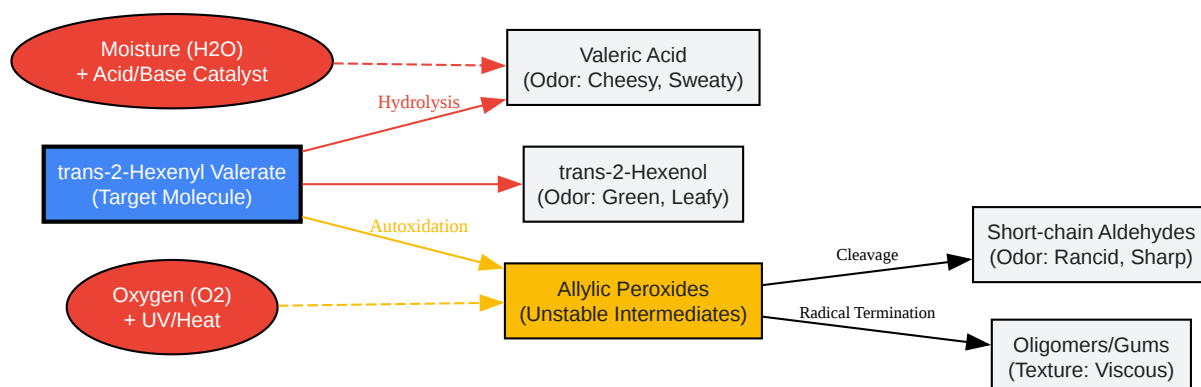 Moisture (H2O)
+ Acid/Base Catalyst
Valeric Acid
(Odor: Cheesy, Sweaty)
Hydrolysis
trans-2-Hexenyl Valerate
(Target Molecule)
trans-2-Hexenol
(Odor: Green, Leafy)
Autoxidation
Oxygen (O2)
+ UV/Heat
Allylic Peroxides
(Unstable Intermediates)
Cleavage
Short-chain Aldehydes
(Odor: Rancid, Sharp)
Radical Termination
Oligomers/Gums
(Texture: Viscous)